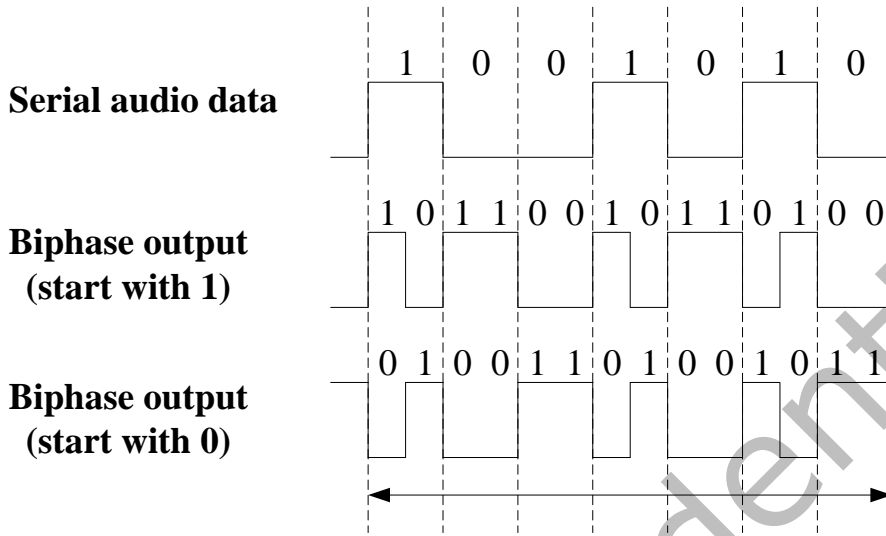 1 0 0 1 0 1 0
Serial audio data
1 0 1 1 0 0 1 0 1 1 0 1 0 0
Biphase output
(start with 1)
0 1 0 0 1 1 0 1 0 0 1 0 1 1
Biphase output
(start with 0)